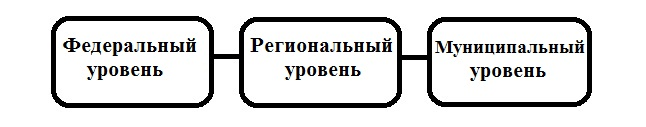 Федеральный
уровень
Региональный
уровень
Муниципальный
уровень